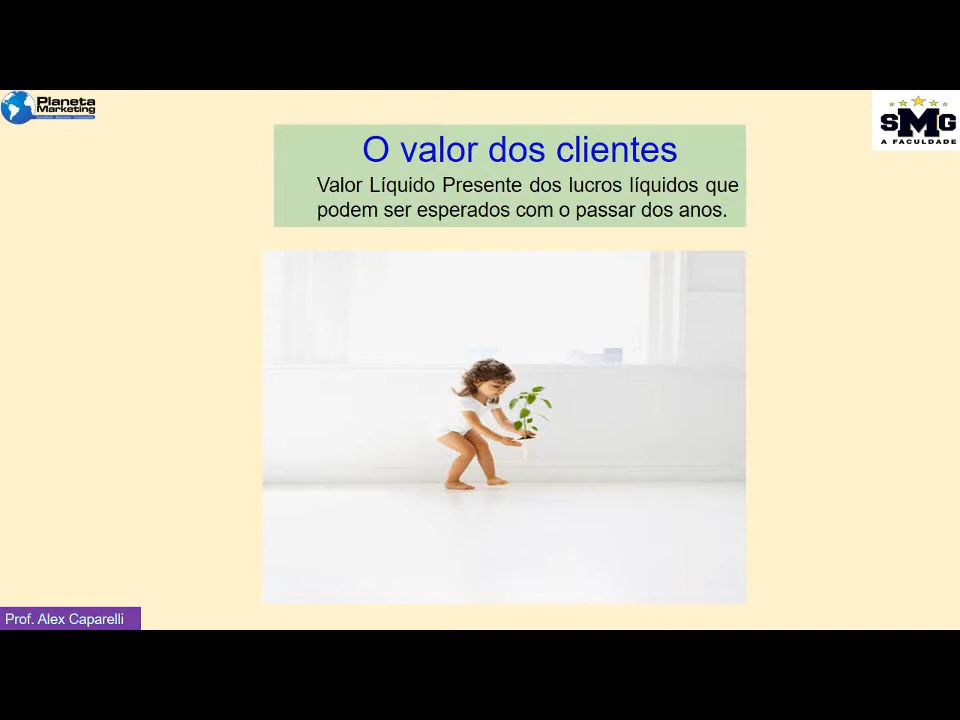 Planeta
Marketing
SMG
A FACULDADE
O valor dos clientes
Valor Líquido Presente dos lucros líquidos que
podem ser esperados com o passar dos anos.
Prof. Alex Caparelli